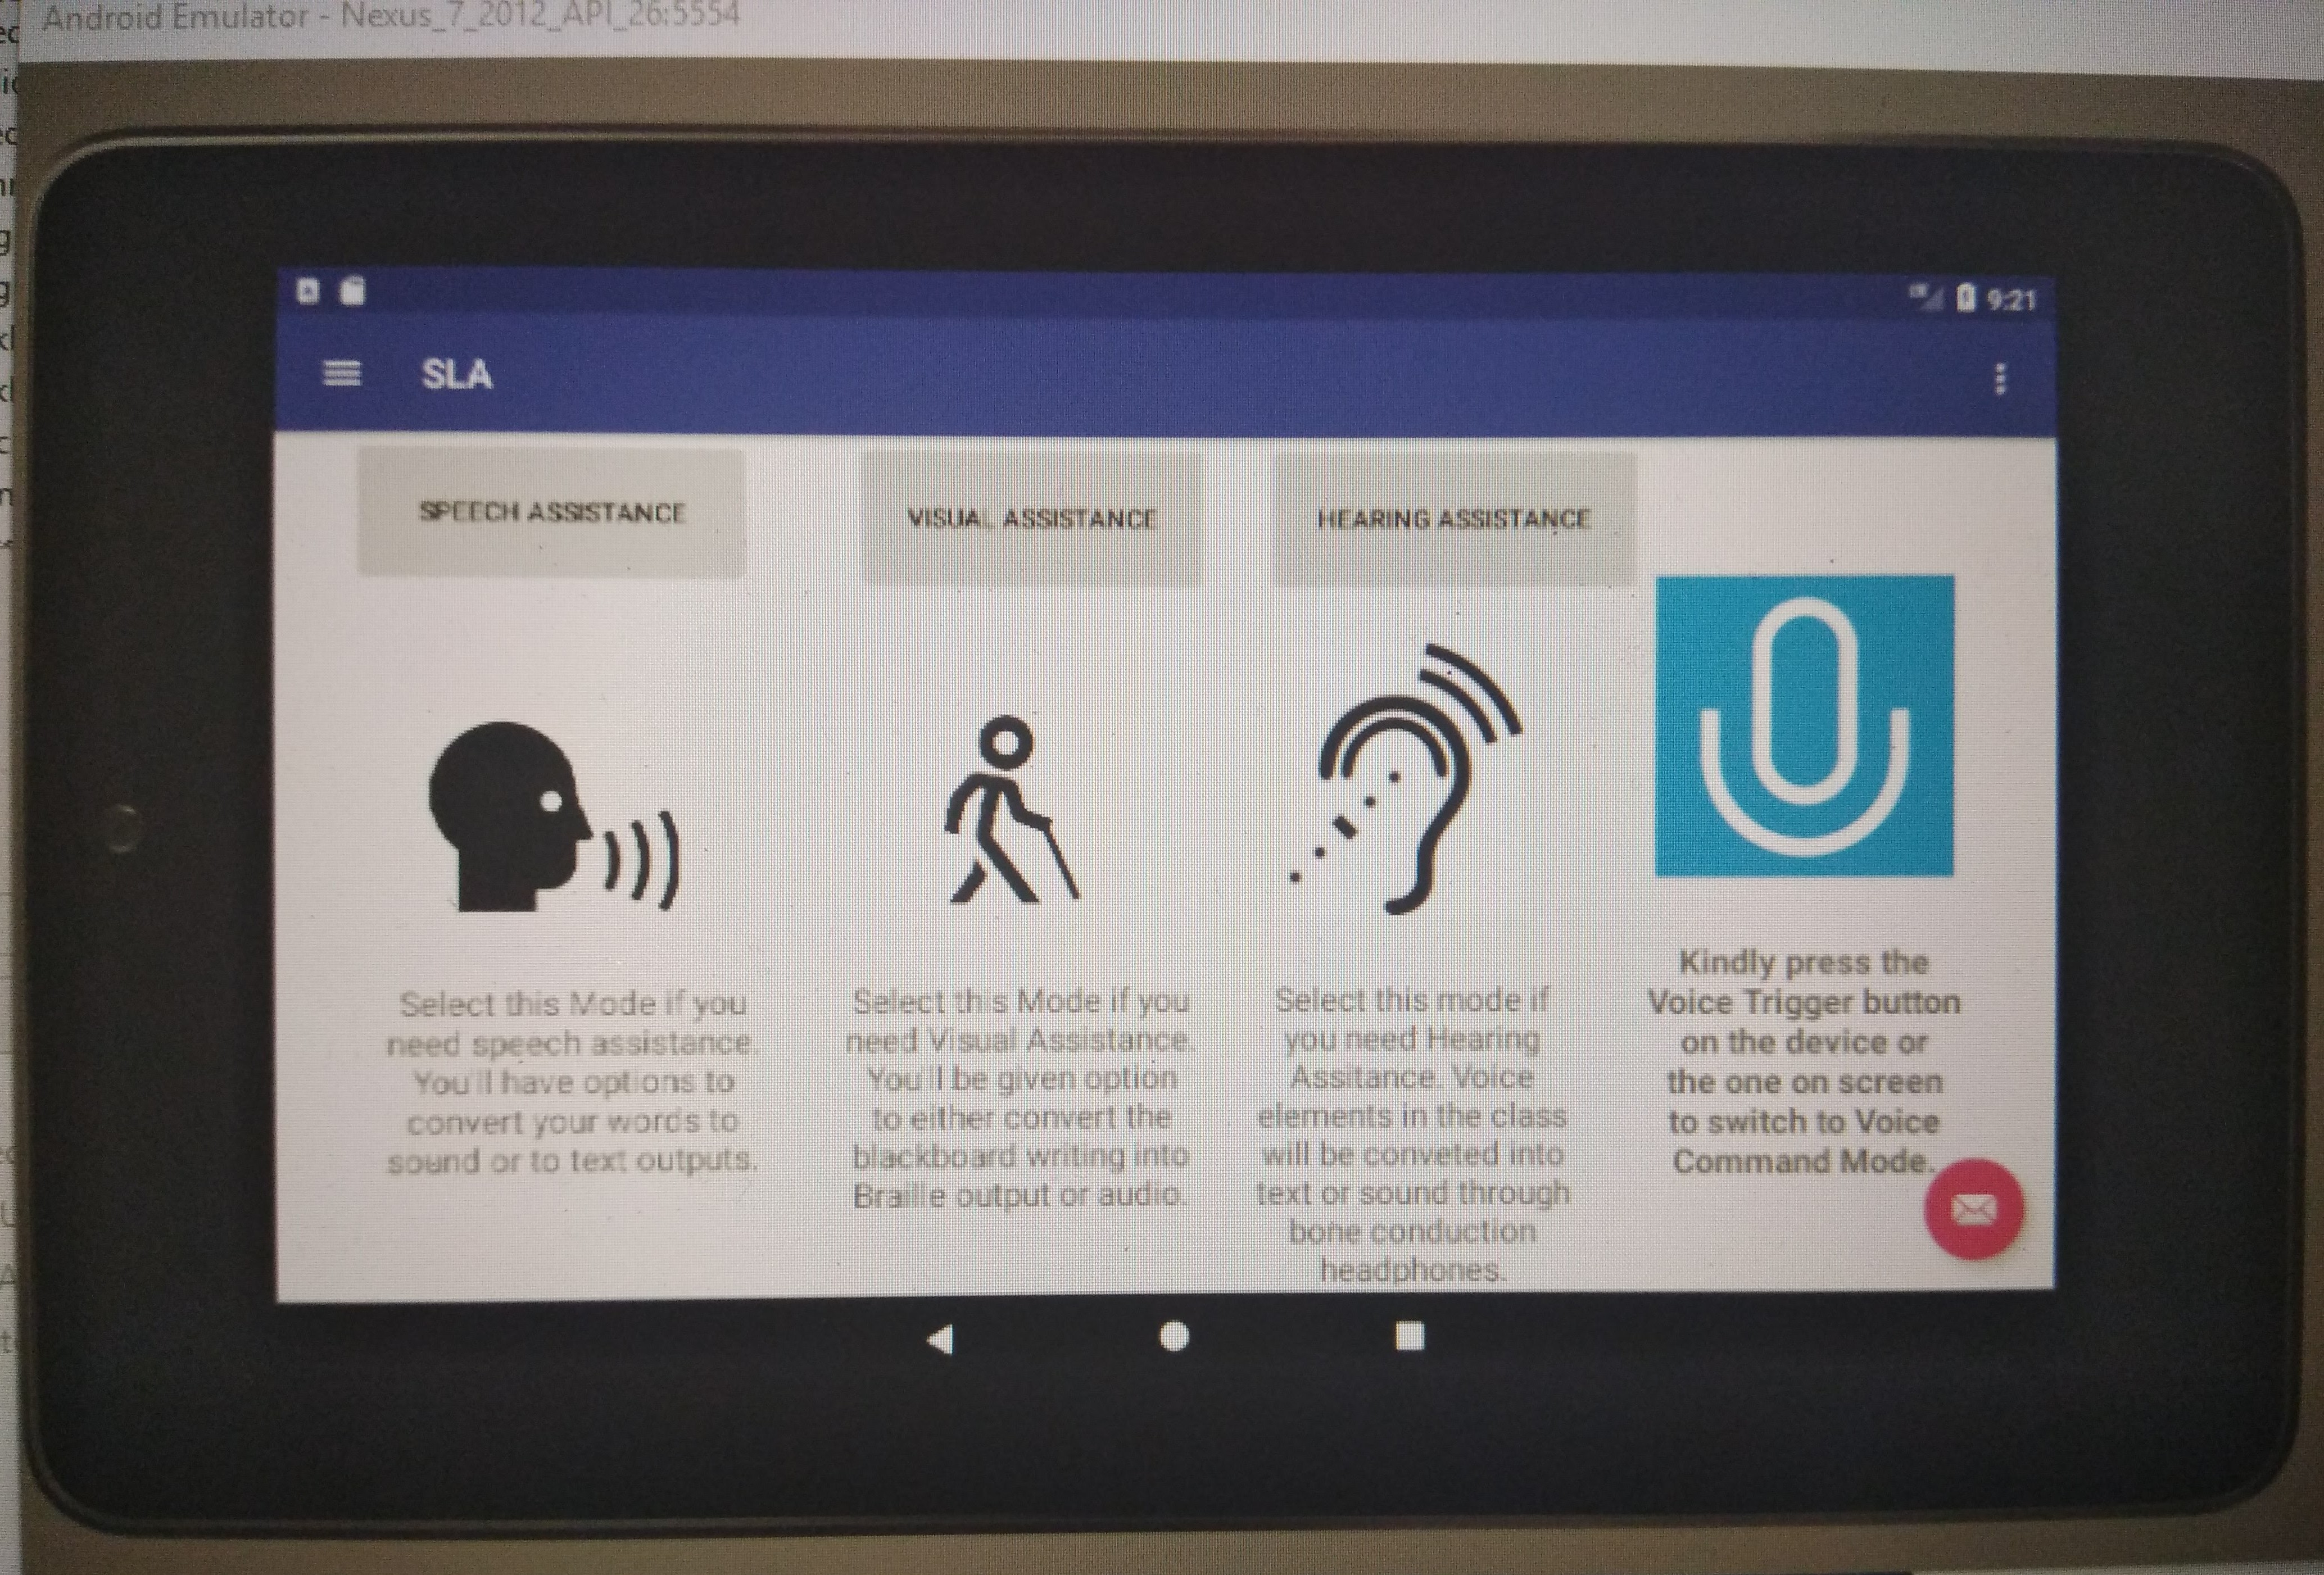 Android Emulator - Nexus_7_2012_API_26:5554
9:21
SLA
SPEECH ASSISTANCE
VISUAL ASSISTANCE
HEARING ASSISTANCE
Select this Mode if you
need speech assistance.
You'll have options to
convert your words to
sound or to text outputs.
Select this Mode if you
need Visual Assistance.
You'll be given option
to either convert the
blackboard writing into
Braille output or audio.
Select this mode if
you need Hearing
Assitance. Voice
elements in the class
will be conveted into
text or sound through
bone conduction
headphones.
Kindly press the
Voice Trigger button
on the device or
the one on screen
to switch to Voice
Command Mode.